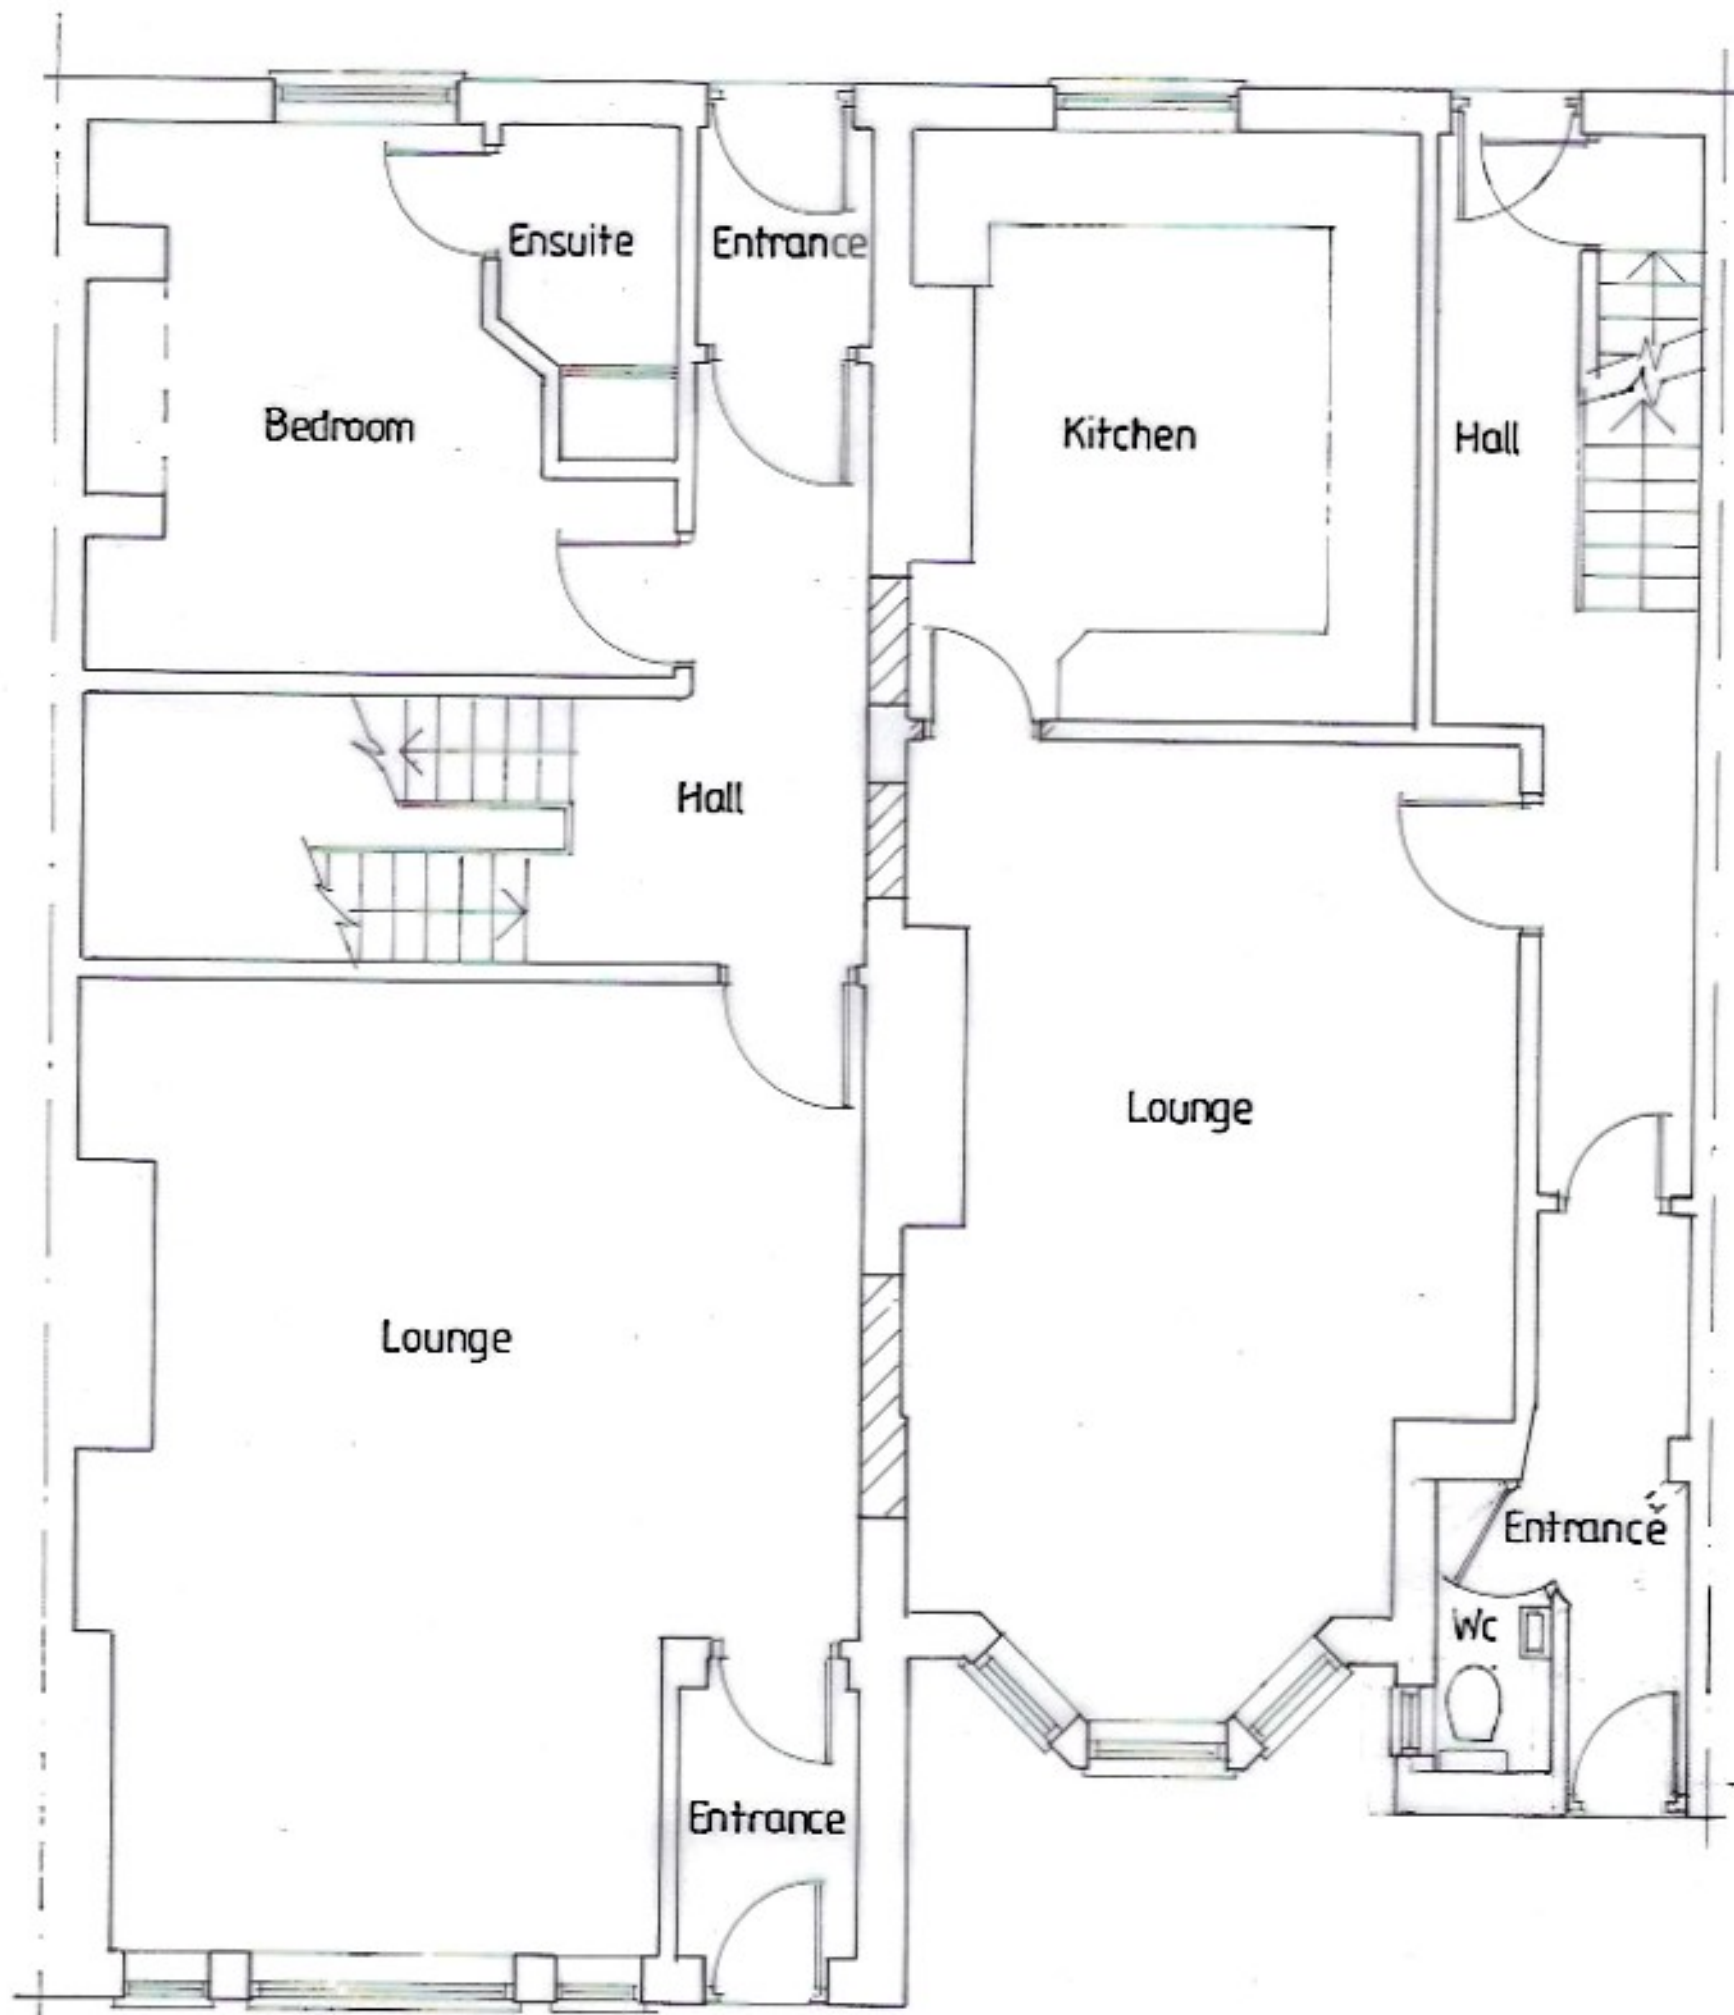 Ensuite
Entrance
Bedroom
Kitchen
Hall
Hall
Lounge
Lounge
Entrance
Wc
Entrance